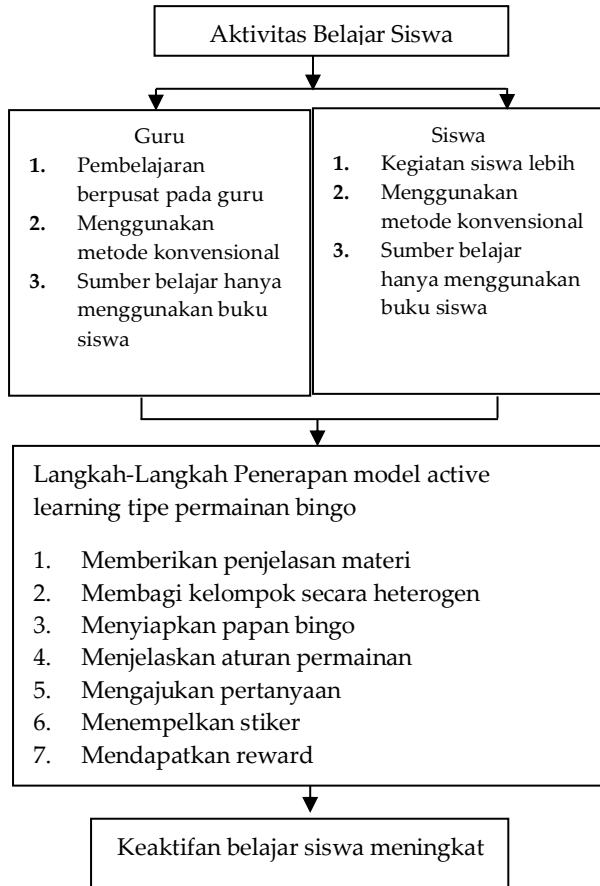 Aktivitas Belajar Siswa
Guru
1. Pembelajaran
berpusat pada guru
2. Menggunakan
metode konvensional
3. Sumber belajar hanya
menggunakan buku
siswa
Siswa
1. Kegiatan siswa lebih
2. Menggunakan
metode konvensional
3. Sumber belajar
hanya menggunakan
buku siswa
Langkah-Langkah Penerapan model active
learning tipe permainan bingo
1. Memberikan penjelasan materi
2. Membagi kelompok secara heterogen
3. Menyiapkan papan bingo
4. Menjelaskan aturan permainan
5. Mengajukan pertanyaan
6. Menempelkan stiker
7. Mendapatkan reward
Keaktifan belajar siswa meningkat